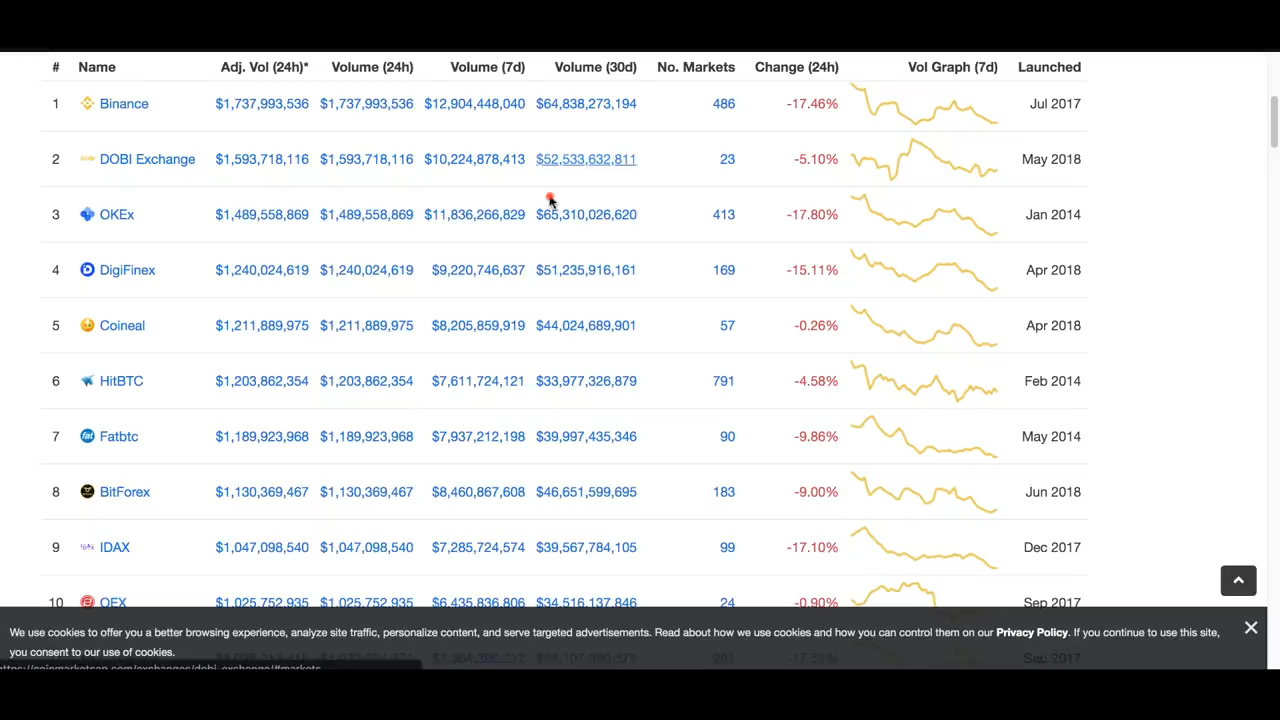 # Name Adj. Vol (24h)* Volume (24h) Volume (7d) Volume (30d) No. Markets Change (24h) Vol Graph (7d) Launched
1 Binance $1,737,993,536 $1,737,993,536 $12,904,448,040 $64,838,273,194 486 -17.46% Jul 2017
2 DOBI Exchange $1,593,718,116 $1,593,718,116 $10,224,878,413 $52,533,632,811 23 -5.10% May 2018
3 OKEx $1,489,558,869 $1,489,558,869 $11,836,266,829 $65,310,026,620 413 -17.80% Jan 2014
4 DigiFinex $1,240,024,619 $1,240,024,619 $9,220,746,637 $51,235,916,161 169 -15.11% Apr 2018
5 Coineal $1,211,889,975 $1,211,889,975 $8,205,859,919 $44,024,689,901 57 -0.26% Apr 2018
6 HitBTC $1,203,862,354 $1,203,862,354 $7,611,724,121 $33,977,326,879 791 -4.58% Feb 2014
7 fat Fatbtc $1,189,923,968 $1,189,923,968 $7,937,212,198 $39,997,435,346 90 -9.86% May 2014
8 BitForex $1,130,369,467 $1,130,369,467 $8,460,867,608 $46,651,599,695 183 -9.00% Jun 2018
9 IDAX $1,047,098,540 $1,047,098,540 $7,285,724,574 $39,567,784,105 99 -17.10% Dec 2017
10 OEX $1,025,752,935 $1,025,752,935 $6,435,836,806 $34,516,137,846 24 -0.90% Sep 2017
We use cookies to offer you a better browsing experience, analyze site traffic, personalize content, and serve targeted advertisements. Read about how we use cookies and how you can control them on our Privacy Policy. If you continue to use this site,
you consent to our use of cookies.
Sep 2017
https://coinmarketcap.com/exchanges/dobi-exchange/#markets